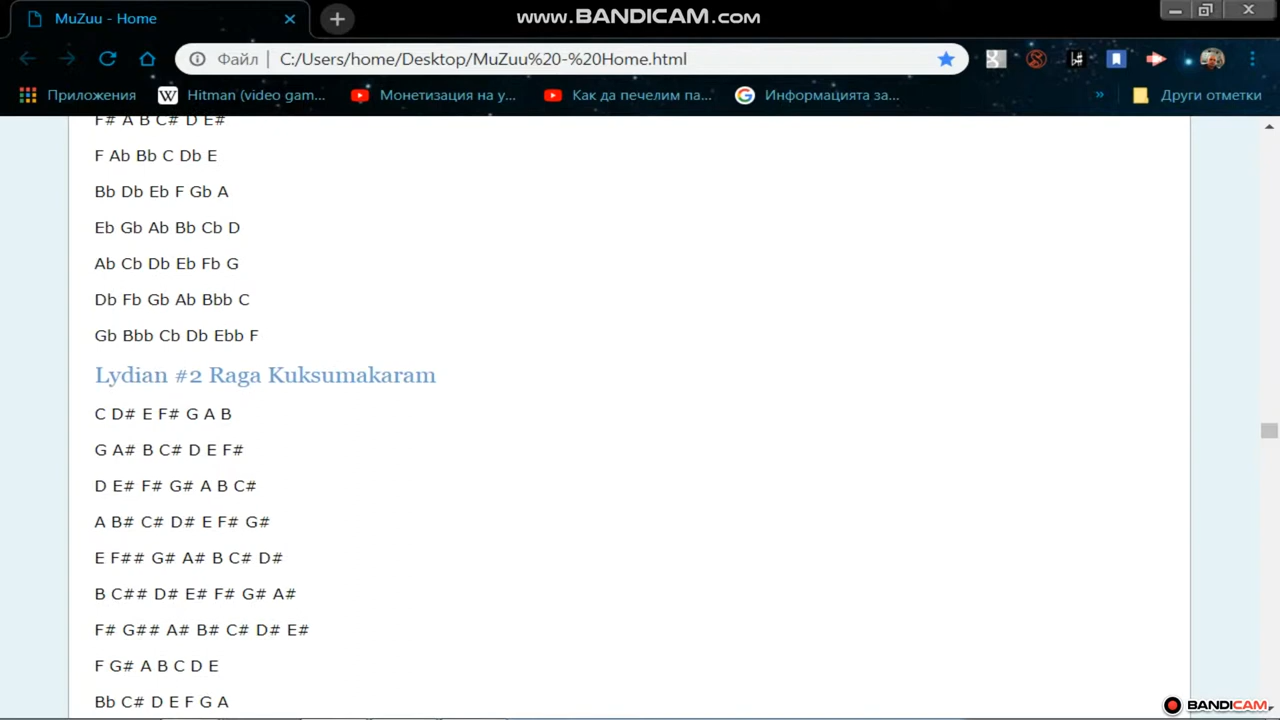 MuZuu - Home
www.BANDICAM.com
Файл C:/Users/home/Desktop/MuZuu%20-%20Home.html
Приложения Hitman (video gam... Монетизация на у... Как да печелим па... Информацията за... » Други отметки
F# A B C# D E#
F Ab Bb C Db E
Bb Db Eb F Gb A
Eb Gb Ab Bb Cb D
Ab Cb Db Eb Fb G
Db Fb Gb Ab Bbb C
Gb Bbb Cb Db Ebb F
Lydian #2 Raga Kuksumakaram
C D# E F# G A B
G A# B C# D E F#
D E# F# G# A B C#
A B# C# D# E F# G#
E F## G# A# B C# D#
B C## D# E# F# G# A#
F# G## A# B# C# D# E#
F G# A B C D E
Bb C# D E F G A
BANDICAM